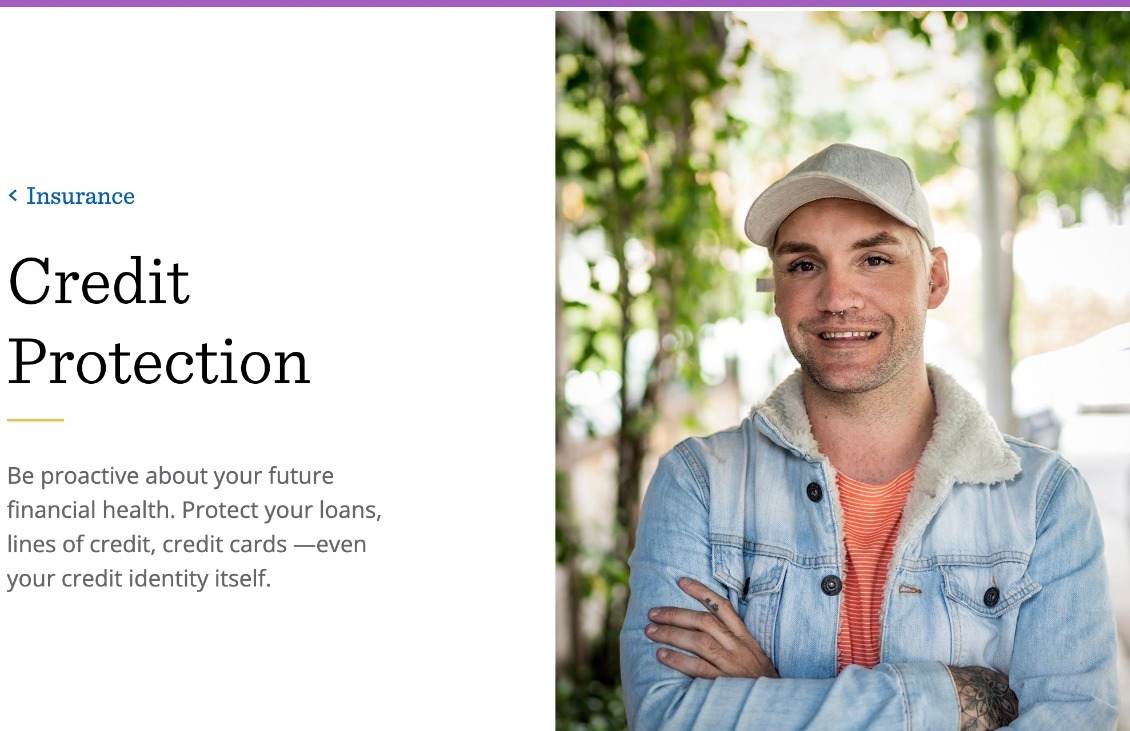 Insurance
Credit
Protection
Be proactive about your future
financial health. Protect your loans,
lines of credit, credit cards —even
your credit identity itself.